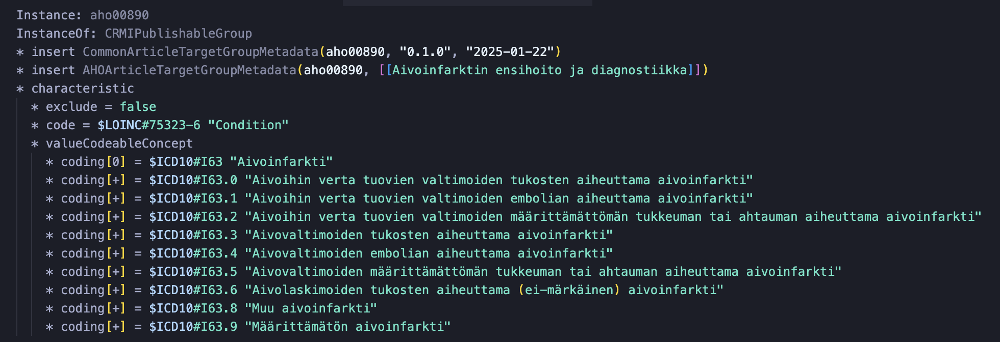 Instance: aho00890
InstanceOf: CRMIPublishableGroup
* insert CommonArticleTargetGroupMetadata(aho00890, "0.1.0", "2025-01-22")
* insert AHOArticleTargetGroupMetadata(aho00890, [[Aivoinfarktin ensihoito ja diagnostiikka]])
* characteristic
  * exclude = false
  * code = $LOINC#75323-6 "Condition"
  * valueCodeableConcept
    * coding[0] = $ICD10#I63 "Aivoinfarkti"
    * coding[+] = $ICD10#I63.0 "Aivoihin verta tuovien valtimoiden tukosten aiheuttama aivoinfarkti"
    * coding[+] = $ICD10#I63.1 "Aivoihin verta tuovien valtimoiden embolian aiheuttama aivoinfarkti"
    * coding[+] = $ICD10#I63.2 "Aivoihin verta tuovien valtimoiden määrittämättömän tukkeuman tai ahtauman aiheuttama aivoinfarkti"
    * coding[+] = $ICD10#I63.3 "Aivovaltimoiden tukosten aiheuttama aivoinfarkti"
    * coding[+] = $ICD10#I63.4 "Aivovaltimoiden embolian aiheuttama aivoinfarkti"
    * coding[+] = $ICD10#I63.5 "Aivovaltimoiden määrittämättömän tukkeuman tai ahtauman aiheuttama aivoinfarkti"
    * coding[+] = $ICD10#I63.6 "Aivolaskimoiden tukosten aiheuttama (ei-märkäinen) aivoinfarkti"
    * coding[+] = $ICD10#I63.8 "Muu aivoinfarkti"
    * coding[+] = $ICD10#I63.9 "Määrittämätön aivoinfarkti"